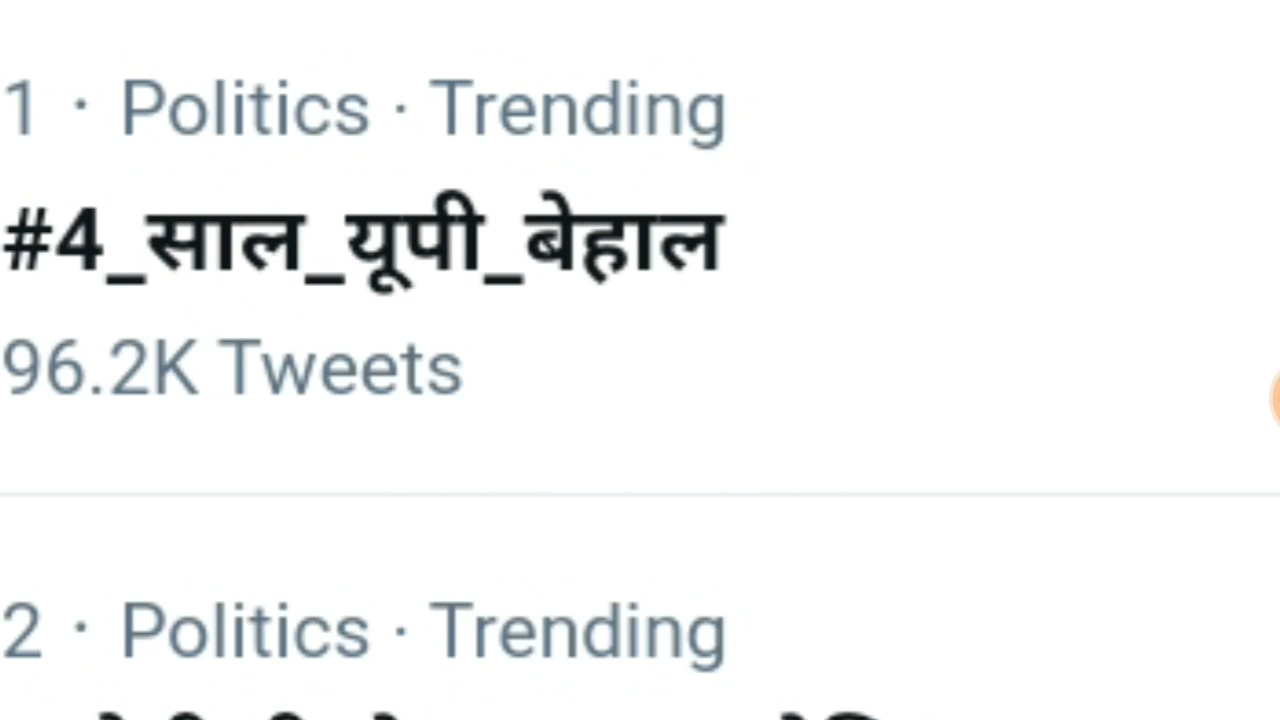 1 · Politics · Trending
#4_साल_यूपी_बेहाल
96.2K Tweets
2 · Politics · Trending